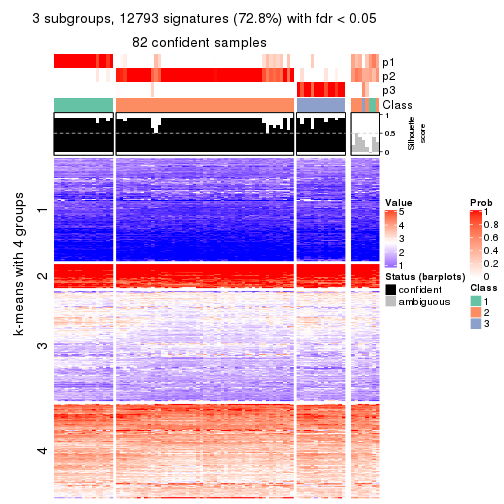 3 subgroups, 12793 signatures (72.8%) with fdr < 0.05
82 confident samples
p1
p2
p3
Class
1
0.5
0
Silhouette
score
k-means with 4 groups
1
2
3
4
Value
5
4
3
2
1
Status (barplots)
confident
ambiguous
Prob
1
0.8
0.6
0.4
0.2
0
Class
1
2
3